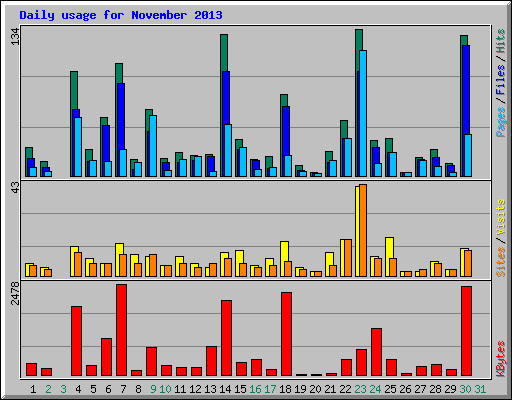 Daily usage for November 2013
134
Pages / Files / Hits
43
Sites / Visits
2478
KBytes
1 2 3 4 5 6 7 8 9 10 11 12 13 14 15 16 17 18 19 20 21 22 23 24 25 26 27 28 29 30 31